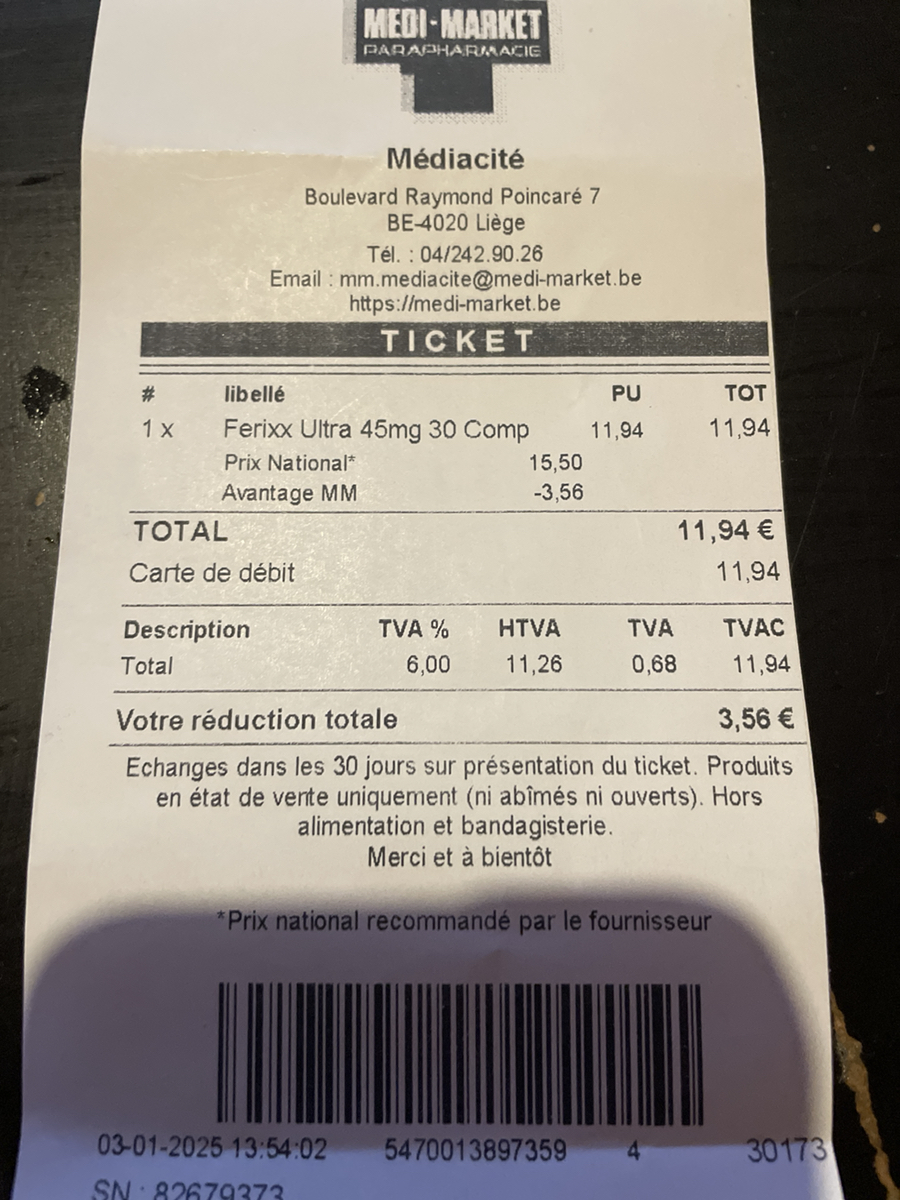 MEDI-MARKET
PARAPHARMACIE
Médiacité
Boulevard Raymond Poincaré 7
BE-4020 Liège
Tél. : 04/242.90.26
Email : mm.mediacite@medi-market.be
https://medi-market.be
TICKET
# libellé PU TOT
1 x Ferixx Ultra 45mg 30 Comp 11,94 11,94
Prix National* 15,50
Avantage MM -3,56
TOTAL 11,94 €
Carte de débit 11,94
Description TVA % HTVA TVA TVAC
Total 6,00 11,26 0,68 11,94
Votre réduction totale 3,56 €
Echanges dans les 30 jours sur présentation du ticket. Produits
en état de vente uniquement (ni abîmés ni ouverts). Hors
alimentation et bandagisterie.
Merci et à bientôt
*Prix national recommandé par le fournisseur
03-01-2025 13:54:02 5470013897359 4 30173
SN : 82679373